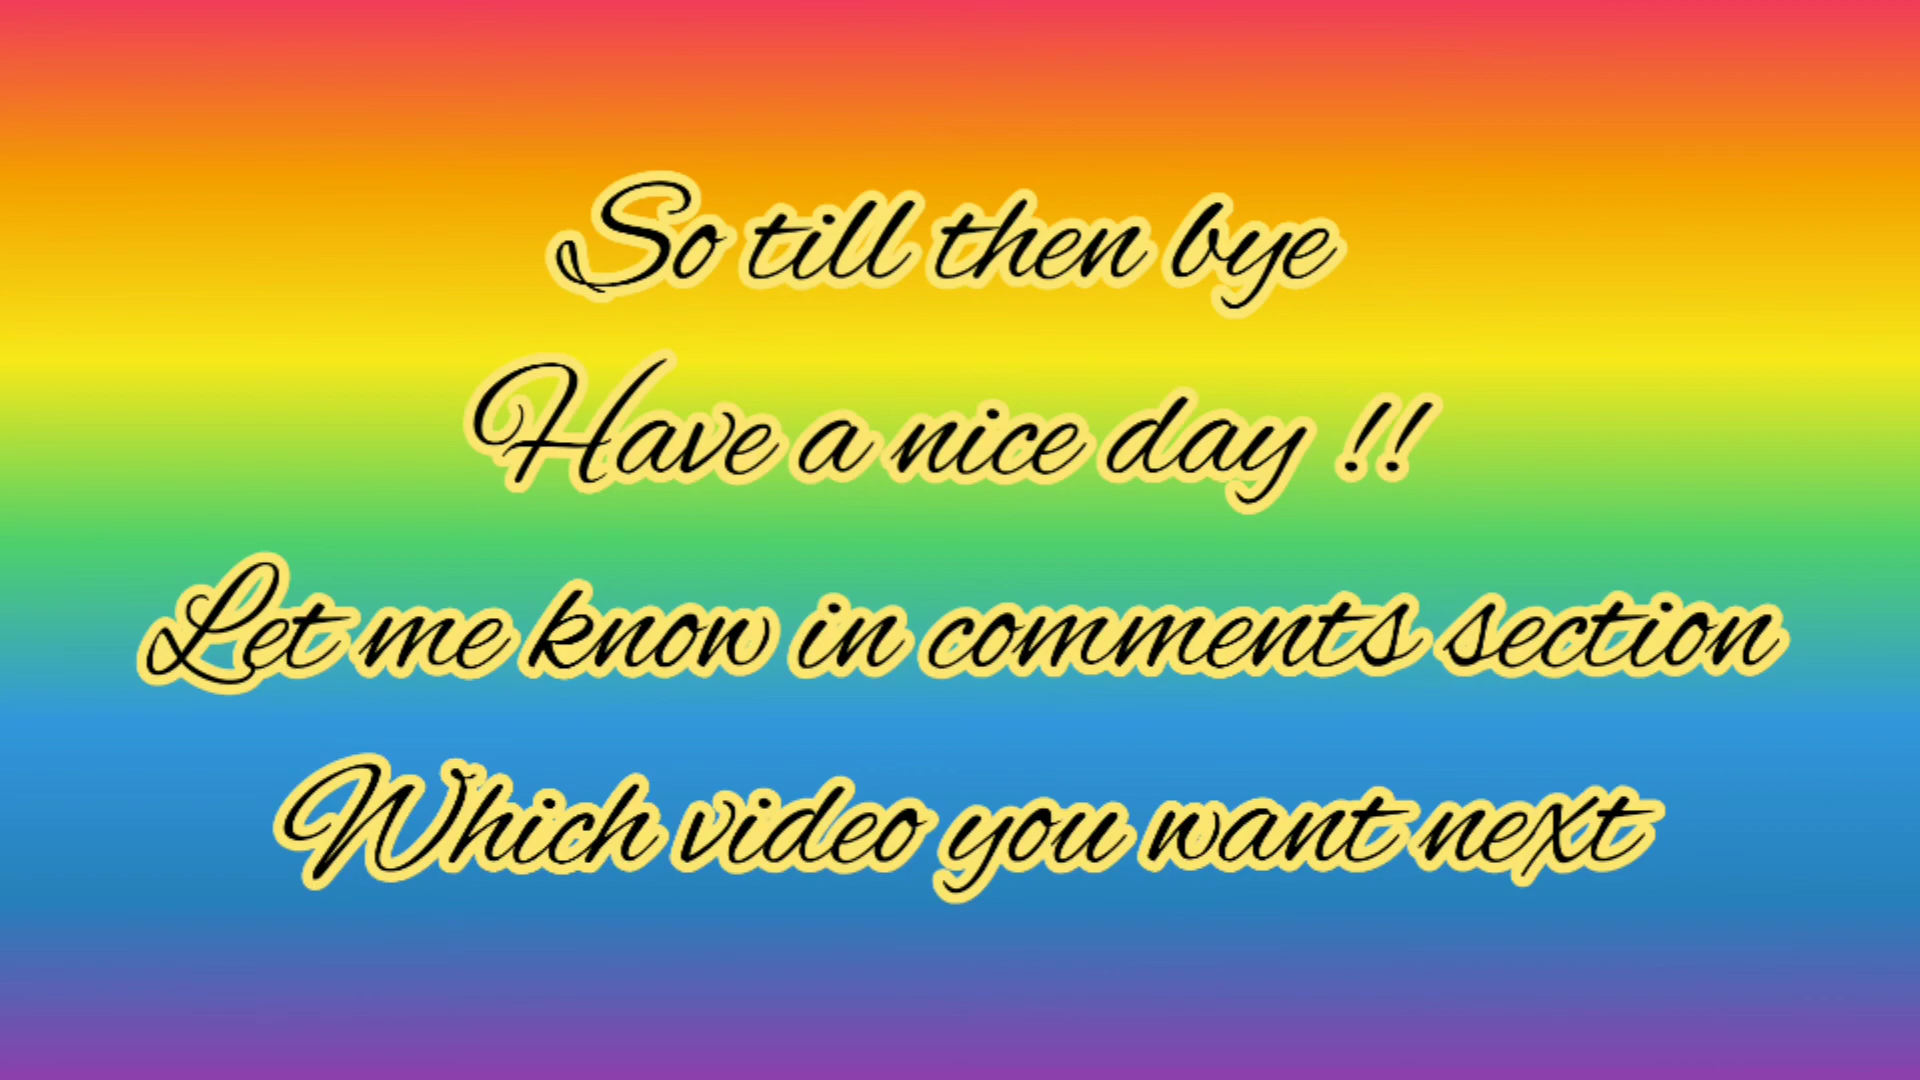 So till then bye
Have a nice day !!
Let me know in comments section
Which video you want next